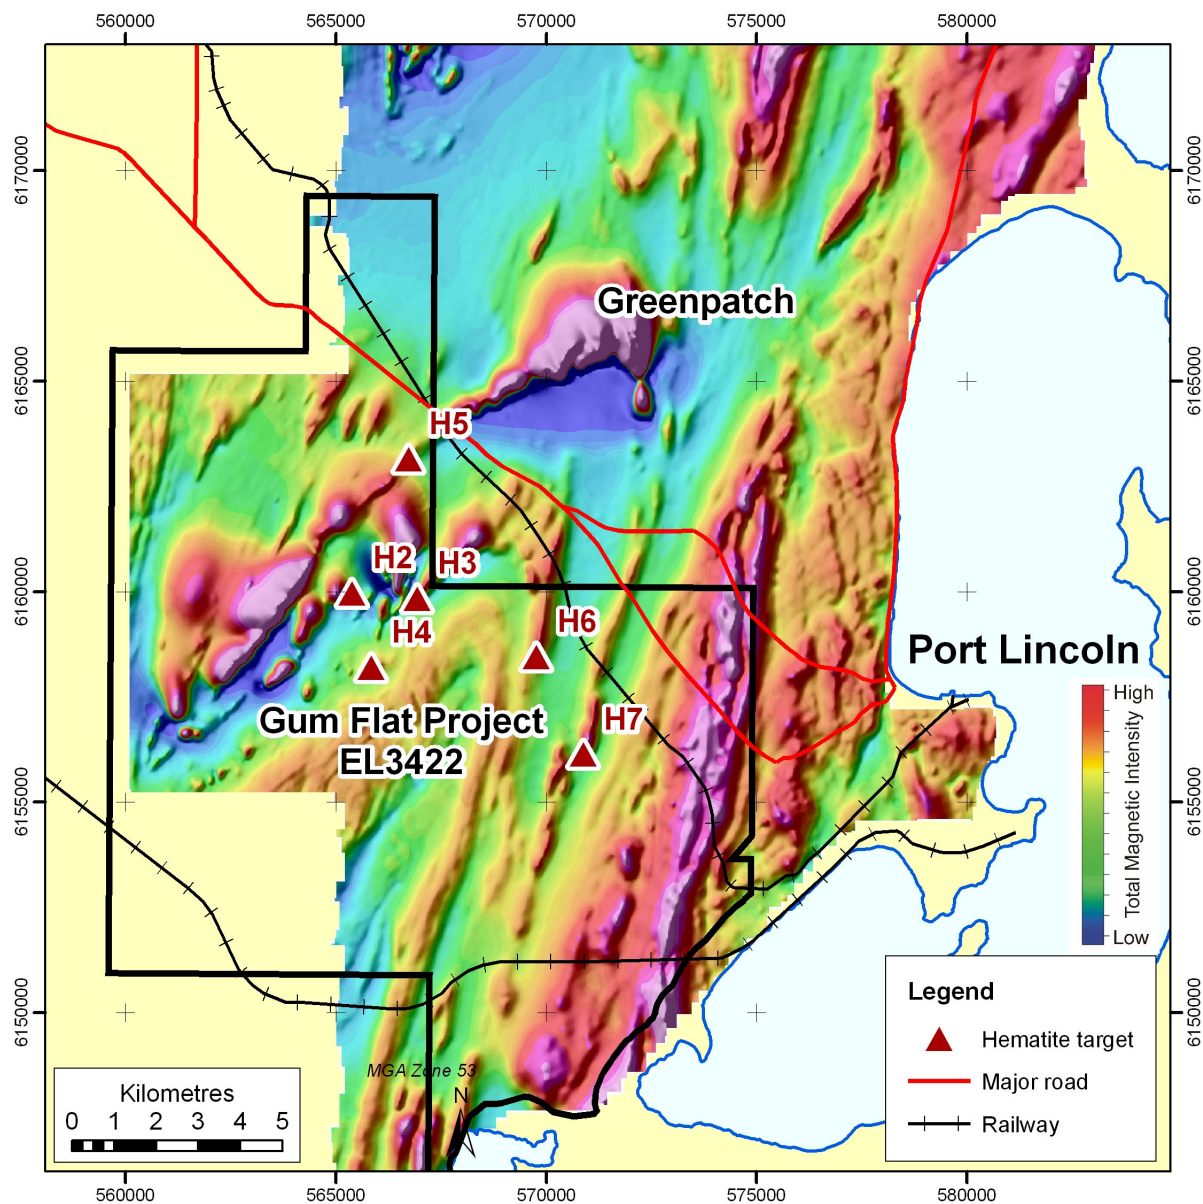 560000 565000 570000 575000 580000
6170000 6170000
Greenpatch
6165000 6165000
H5
H2 H3
6160000 6160000
H4 H6
Port Lincoln
High
Total Magnetic Intensity
Low
Gum Flat Project
EL3422
H7
6155000 6155000
6150000 6150000
Legend
Hematite target
Major road
Railway
MGA Zone 53
N
Kilometres
0 1 2 3 4 5
560000 565000 570000 575000 580000